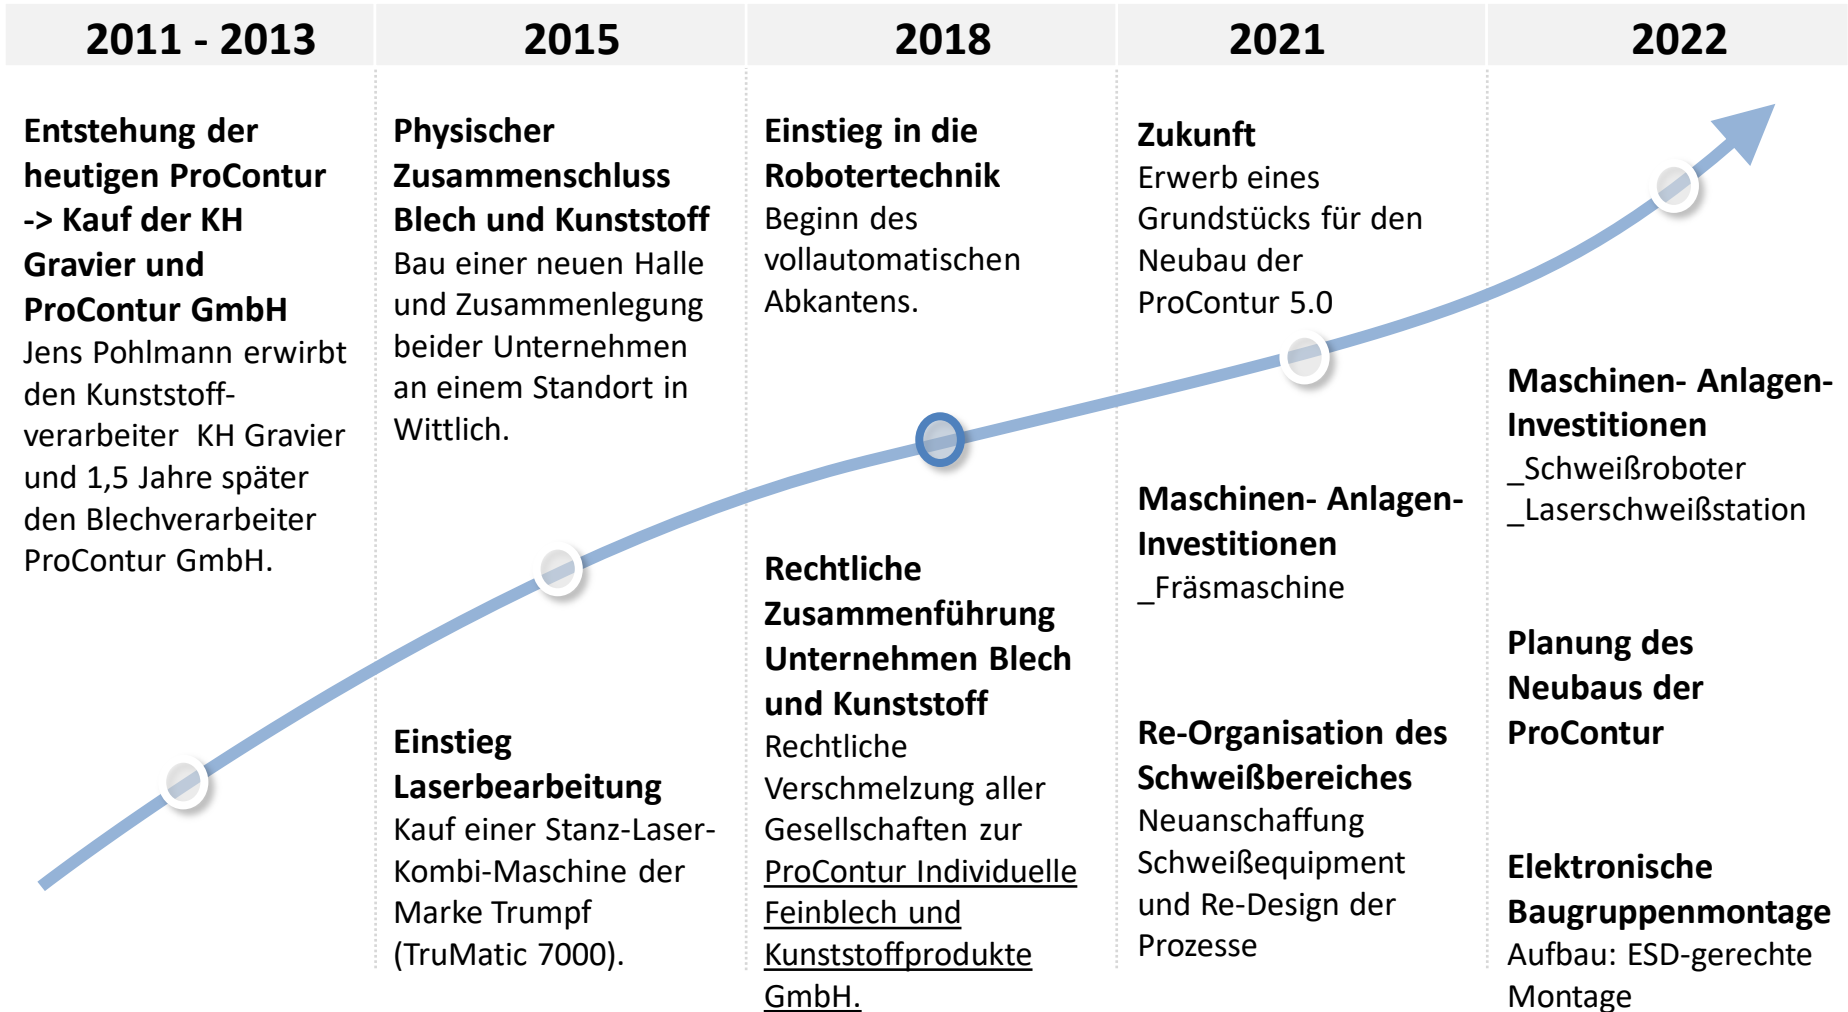 2011 - 2013
2015
2018
2021
2022
Entstehung der
heutigen ProContur
-> Kauf der KH
Gravier und
ProContur GmbH
Jens Pohlmann erwirbt
den Kunststoff-
verarbeiter  KH Gravier
und 1,5 Jahre später
den Blechverarbeiter
ProContur GmbH.
Physischer
Zusammenschluss
Blech und Kunststoff
Bau einer neuen Halle
und Zusammenlegung
beider Unternehmen
an einem Standort in
Wittlich.
Einstieg
Laserbearbeitung
Kauf einer Stanz-Laser-
Kombi-Maschine der
Marke Trumpf
(TruMatic 7000).
Einstieg in die
Robotertechnik
Beginn des
vollautomatischen
Abkantens.
Rechtliche
Zusammenführung
Unternehmen Blech
und Kunststoff
Rechtliche
Verschmelzung aller
Gesellschaften zur
ProContur Individuelle
Feinblech und
Kunststoffprodukte
GmbH.
Zukunft
Erwerb eines
Grundstücks für den
Neubau der
ProContur 5.0
Maschinen- Anlagen-
Investitionen
_Fräsmaschine
Re-Organisation des
Schweißbereiches
Neuanschaffung
Schweißequipment
und Re-Design der
Prozesse
Maschinen- Anlagen-
Investitionen
_Schweißroboter
_Laserschweißstation
Planung des
Neubaus der
ProContur
Elektronische
Baugruppenmontage
Aufbau: ESD-gerechte
Montage